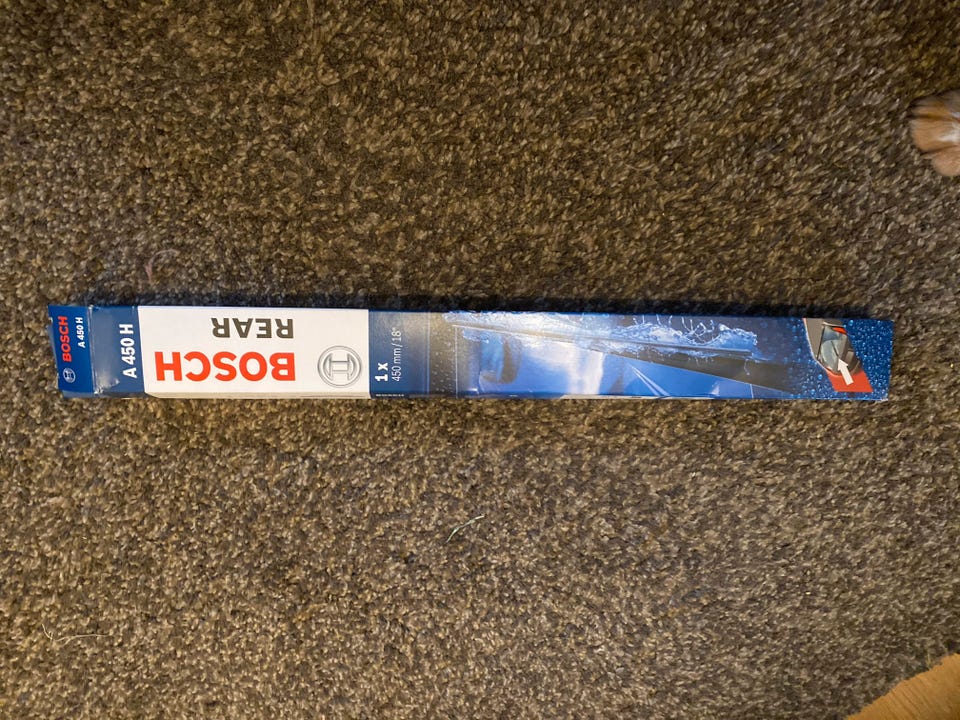 BOSCH
A 450 H
A 450 H
BOSCH
REAR
1 x
450 mm/18"